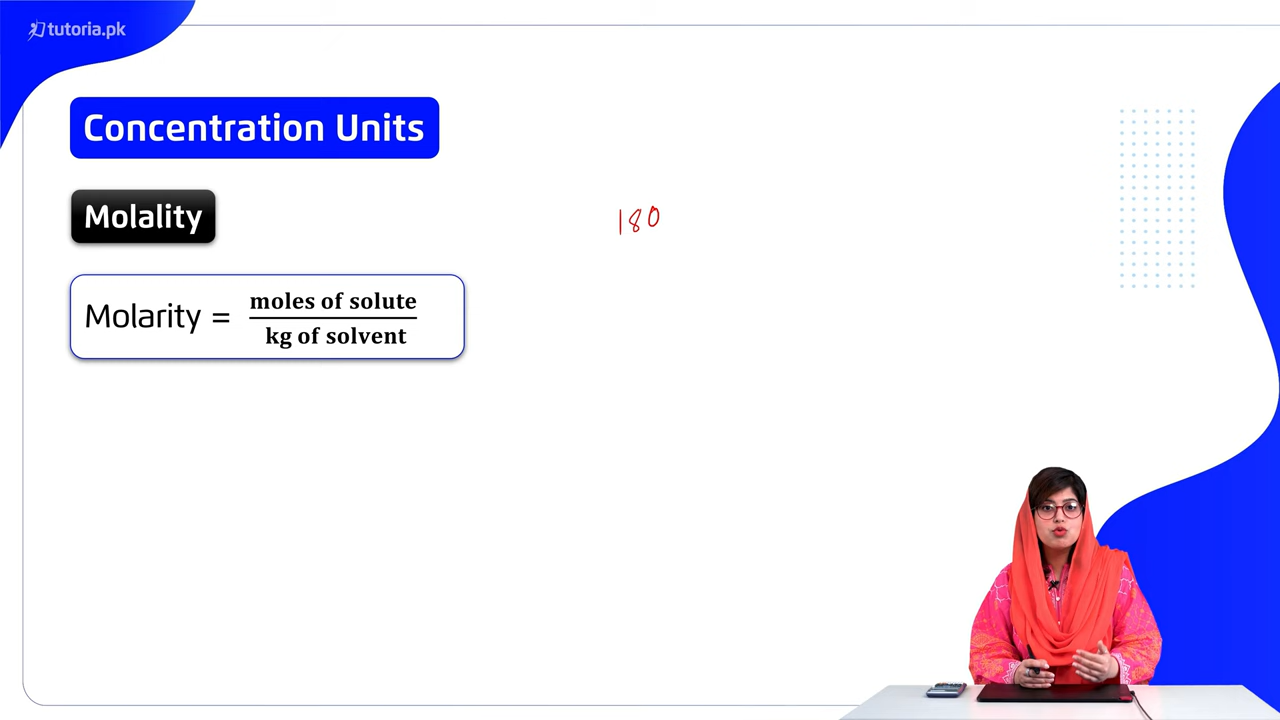 tutoria.pk
Concentration Units
Molality
180
Molarity = moles of solute
kg of solvent